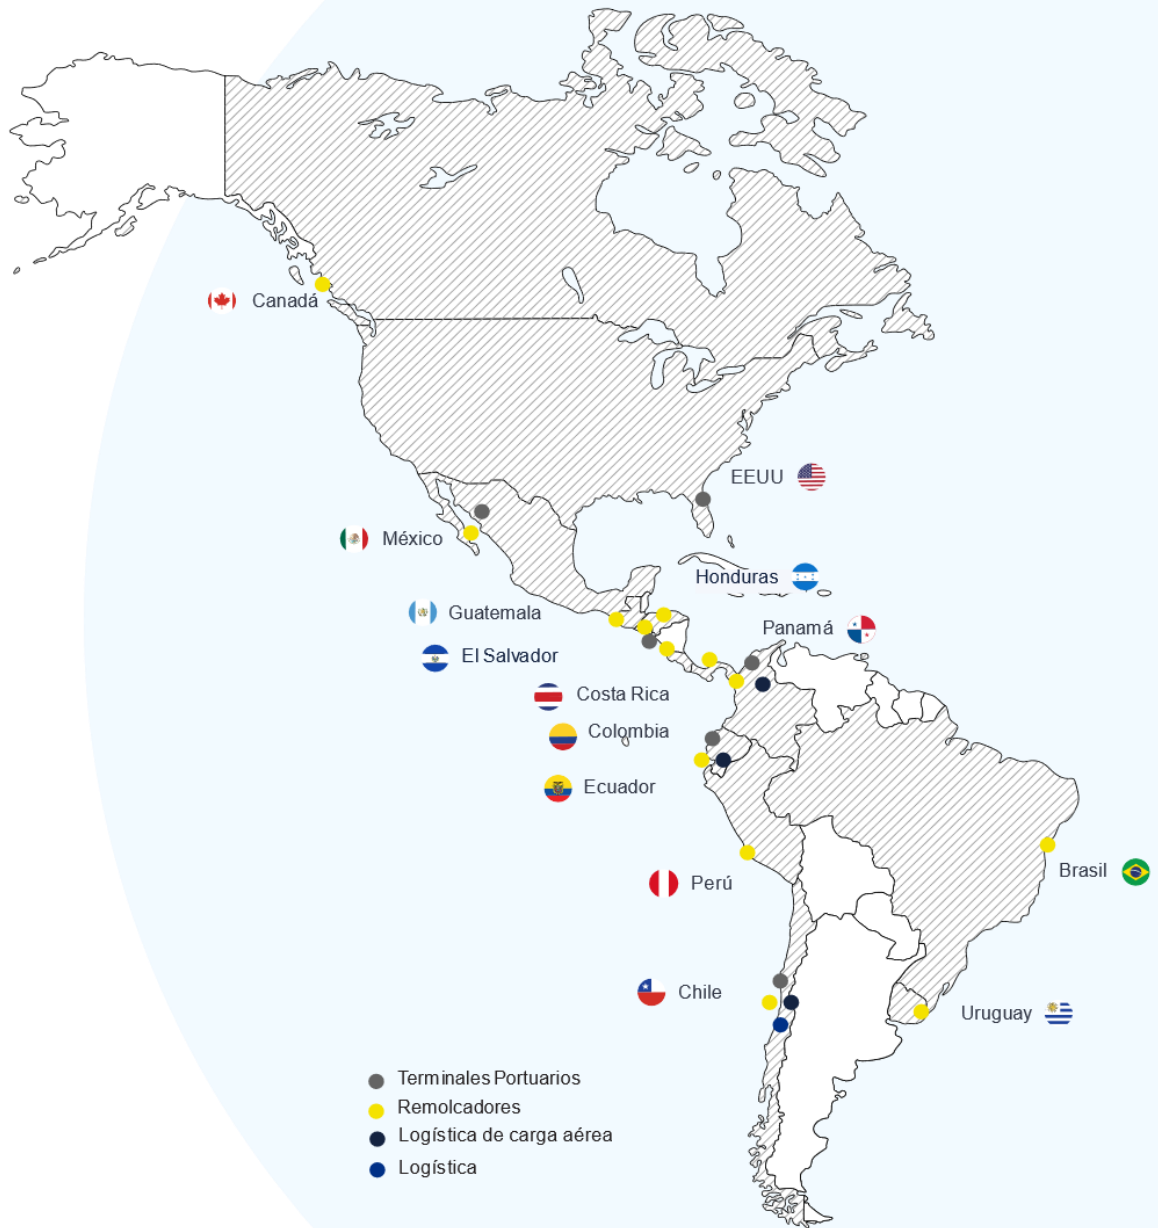 Canadá
EEUU
México
Honduras
Guatemala
Panamá
El Salvador
Costa Rica
Colombia
Ecuador
Perú
Brasil
Chile
Uruguay
Terminales Portuarios
Remolcadores
Logística de carga aérea
Logística